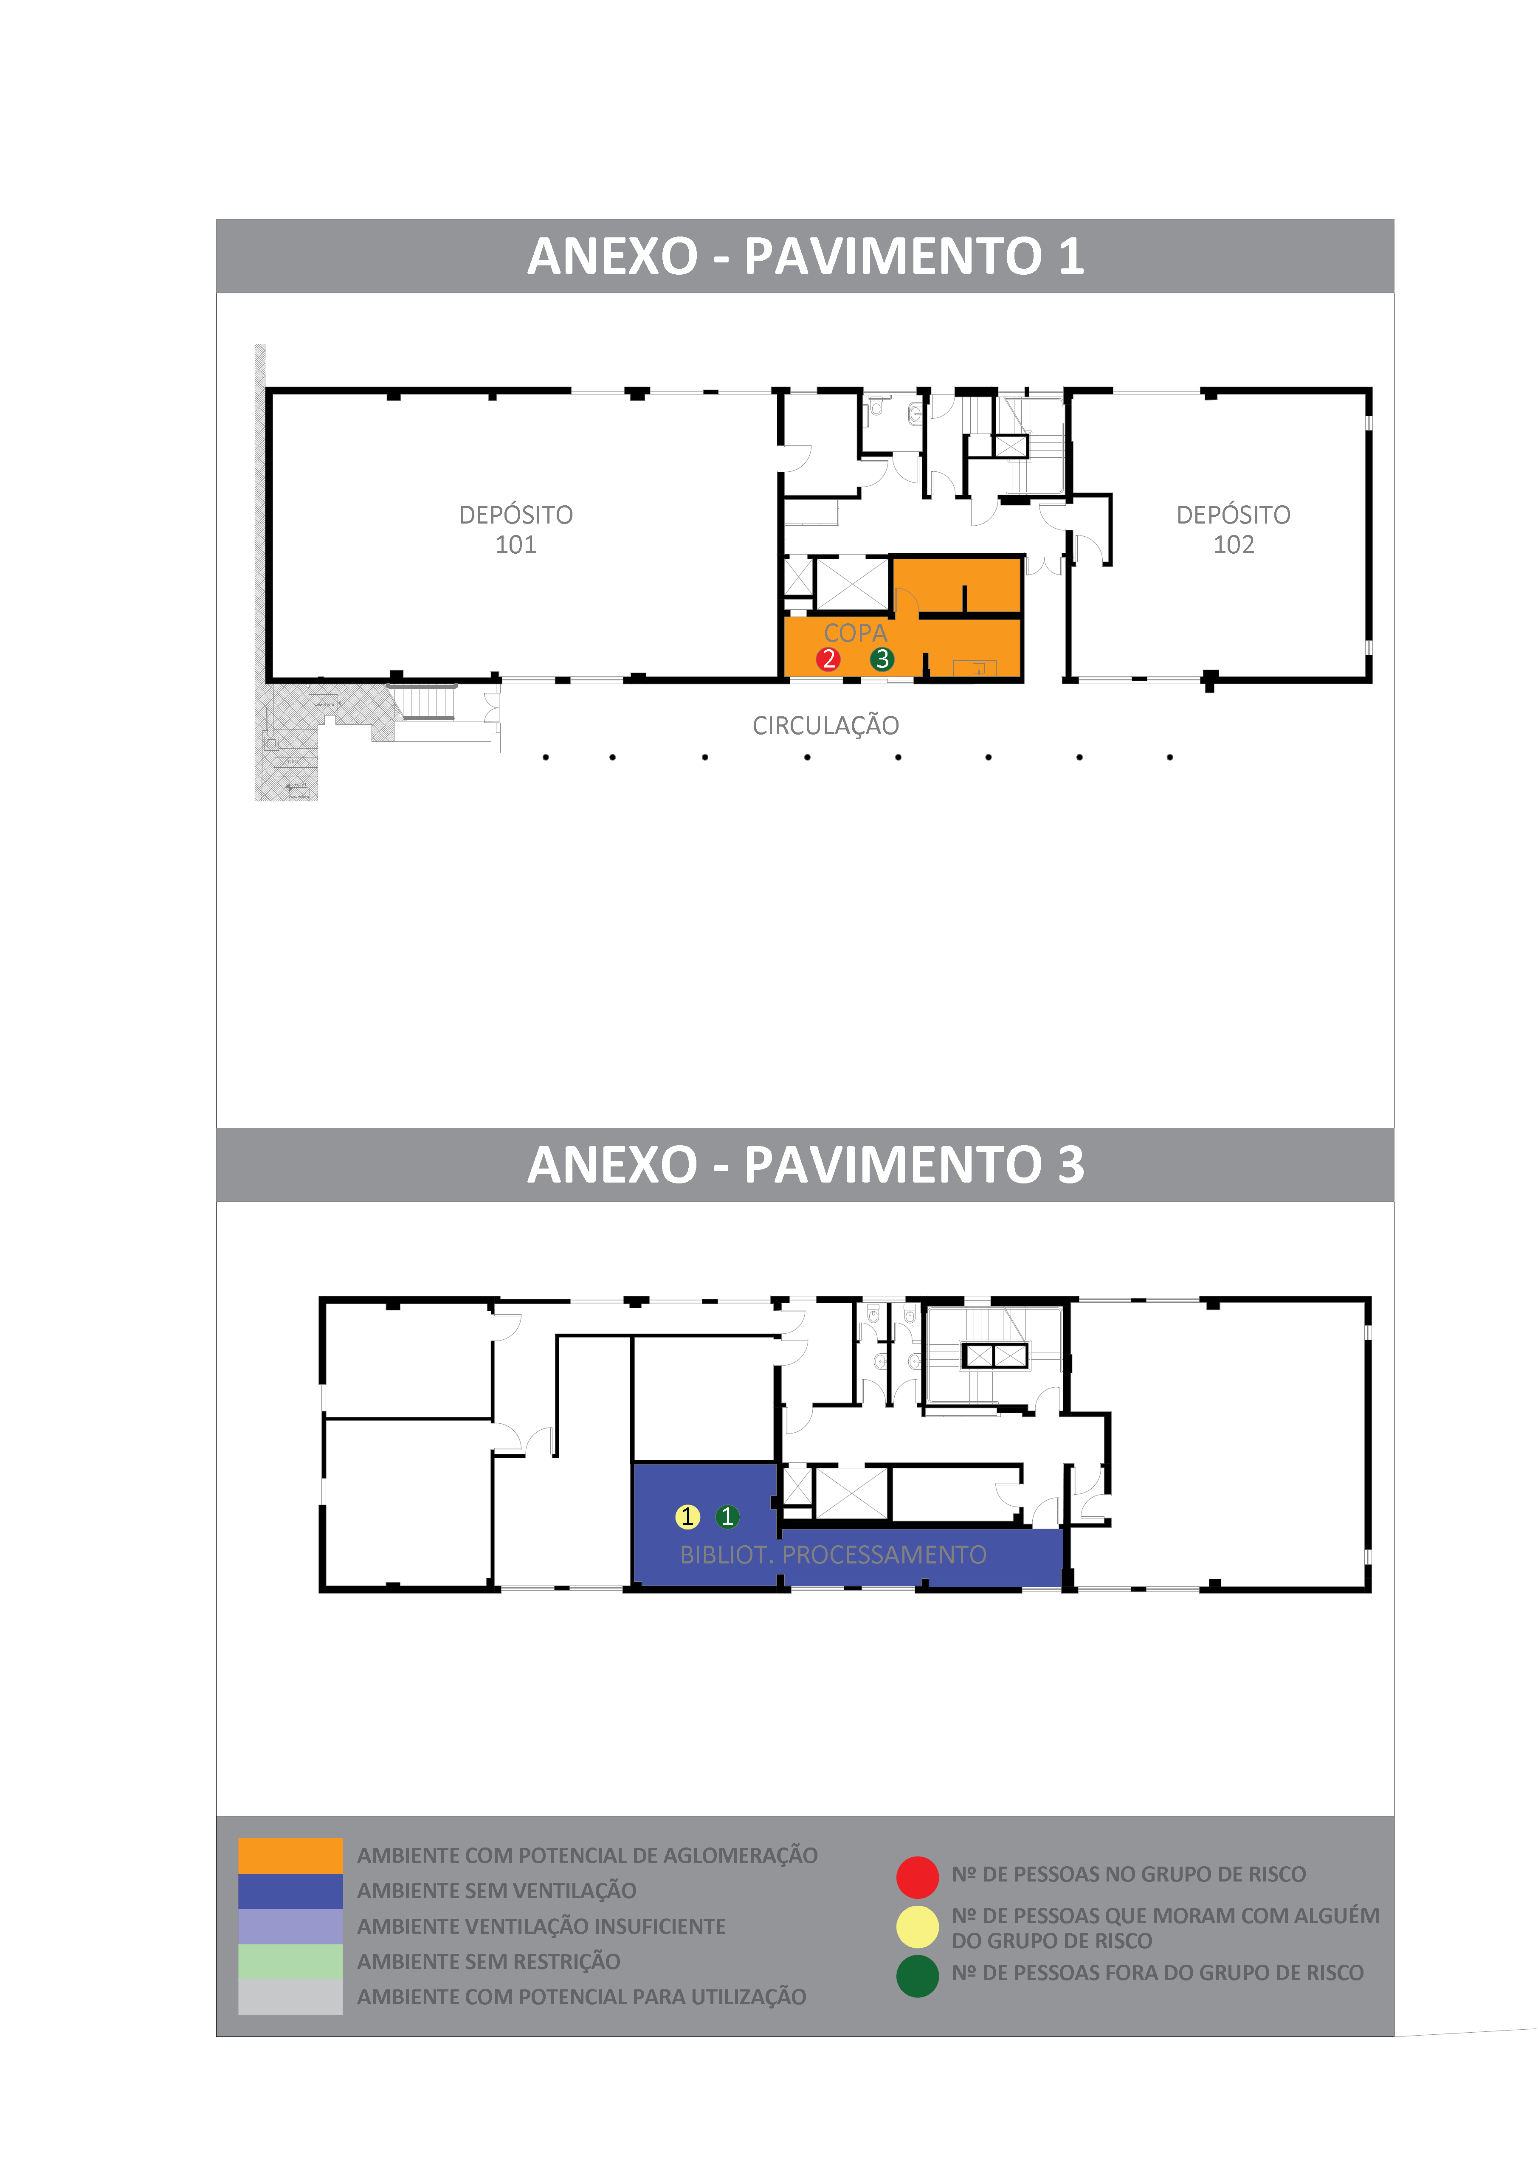 ANEXO - PAVIMENTO 1
DEPÓSITO
101
DEPÓSITO
102
COPA
2
3
CIRCULAÇÃO
ANEXO - PAVIMENTO 3
1
1
BIBLIOT. PROCESSAMENTO
AMBIENTE COM POTENCIAL DE AGLOMERAÇÃO
AMBIENTE SEM VENTILAÇÃO
AMBIENTE VENTILAÇÃO INSUFICIENTE
AMBIENTE SEM RESTRIÇÃO
AMBIENTE COM POTENCIAL PARA UTILIZAÇÃO
Nº DE PESSOAS NO GRUPO DE RISCO
Nº DE PESSOAS QUE MORAM COM ALGUÉM
DO GRUPO DE RISCO
Nº DE PESSOAS FORA DO GRUPO DE RISCO